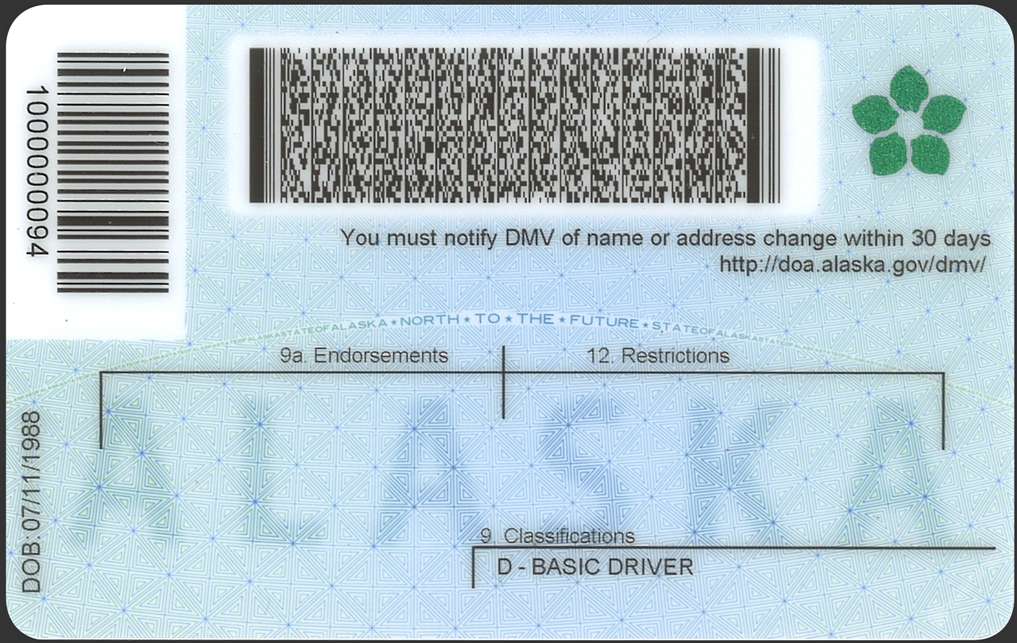 10000000094
You must notify DMV of name or address change within 30 days
http://doa.alaska.gov/dmv/
STATEOFALASKA★NORTH★TO★THE★FUTURE★STATEOFALASKA
9a. Endorsements
12. Restrictions
ALASKA
DOB: 07/11/1988
9. Classifications
D - BASIC DRIVER